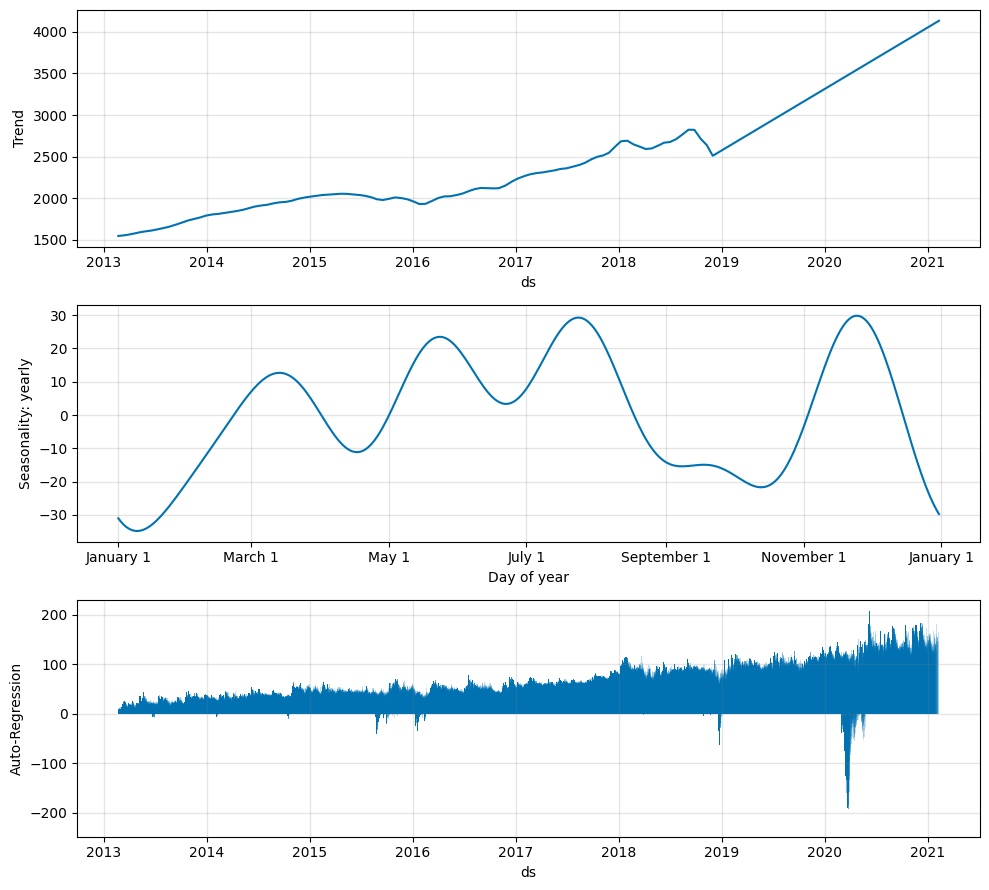 4000
3500
3000
2500
2000
1500
Trend
2013 2014 2015 2016 2017 2018 2019 2020 2021
ds
30
20
10
0
−10
−20
−30
Seasonality: yearly
January 1 March 1 May 1 July 1 September 1 November 1 January 1
Day of year
200
100
0
−100
−200
Auto-Regression
2013 2014 2015 2016 2017 2018 2019 2020 2021
ds